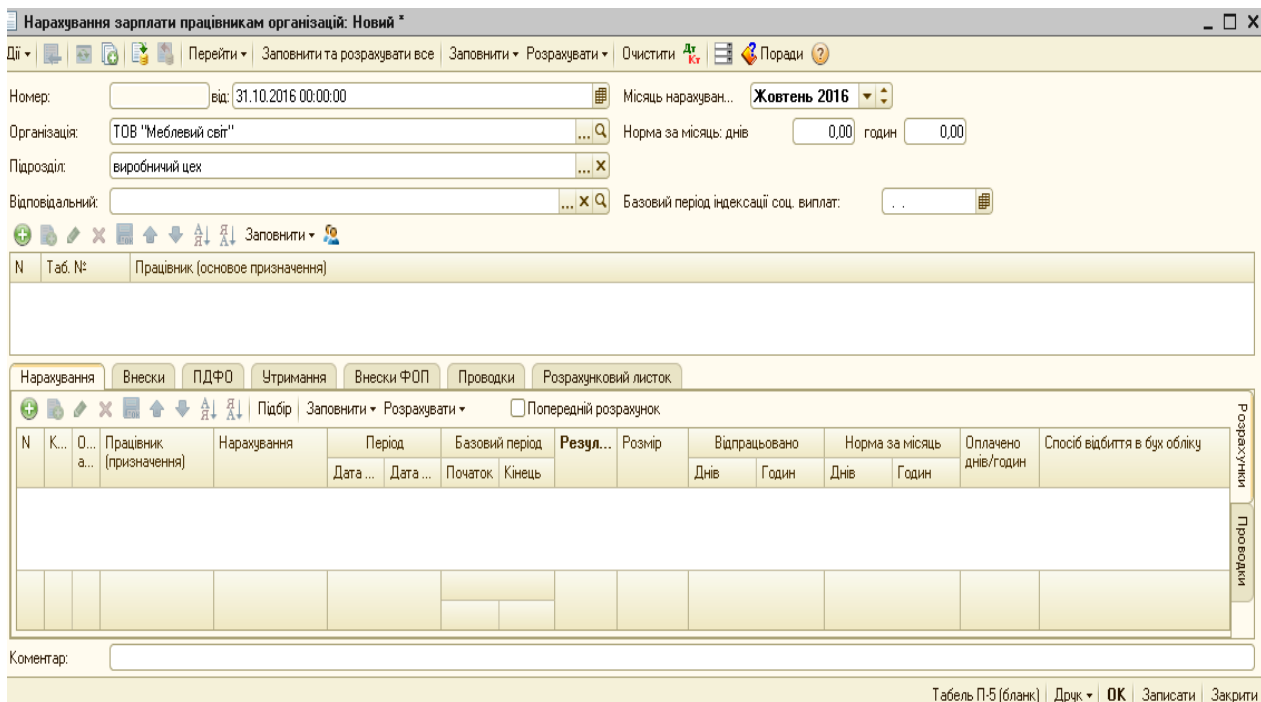 Нарахування зарплати працівникам організацій: Новий *
Дії Перейти Заповнити та розрахувати все Заповнити Розрахувати Очистити Дт Кт Поради
Номер: від: 31.10.2016 00:00:00 Місяць нарахуван... Жовтень 2016
Організація: ТОВ "Меблевий світ" Норма за місяць: днів 0,00 годин 0,00
Підрозділ: виробничий цех
Відповідальний: Базовий період індексації соц. виплат: . .
Заповнити
N Таб. № Працівник (основое призначення)
Нарахування Внески ПДФО Утримання Внески ФОП Проводки Розрахунковий листок
Підбір Заповнити Розрахувати Попередній розрахунок
N К... О... а... Працівник (призначення) Нарахування Період Базовий період Резул... Розмір Відпрацьовано Норма за місяць Оплачено днів/годин Спосіб відбиття в бух обліку
Дата ... Дата ... Початок Кінець Днів Годин Днів Годин
Розрахунки
Проводки
Коментар:
Табель П-5 (бланк) Друк OK Записати Закрити